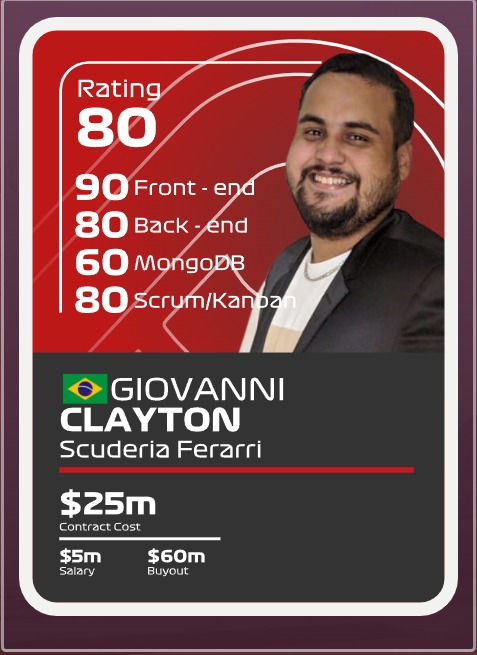 Rating
80
90 Front - end
80 Back - end
60 MongoDB
80 Scrum/Kanban
GIOVANNI
CLAYTON
Scuderia Ferarri
$25m
Contract Cost
$5m $60m
Salary Buyout